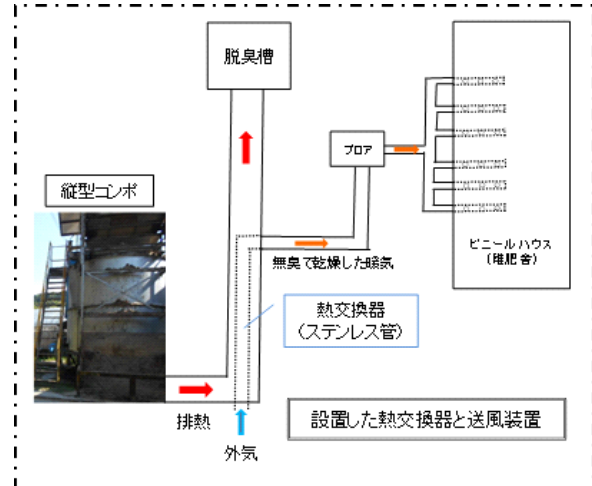 脱臭槽
ブロア
縦型コンポ
ビニールハウス
(堆肥舎)
無臭で乾燥した暖気
熱交換器
(ステンレス管)
設置した熱交換器と送風装置
排熱
外気